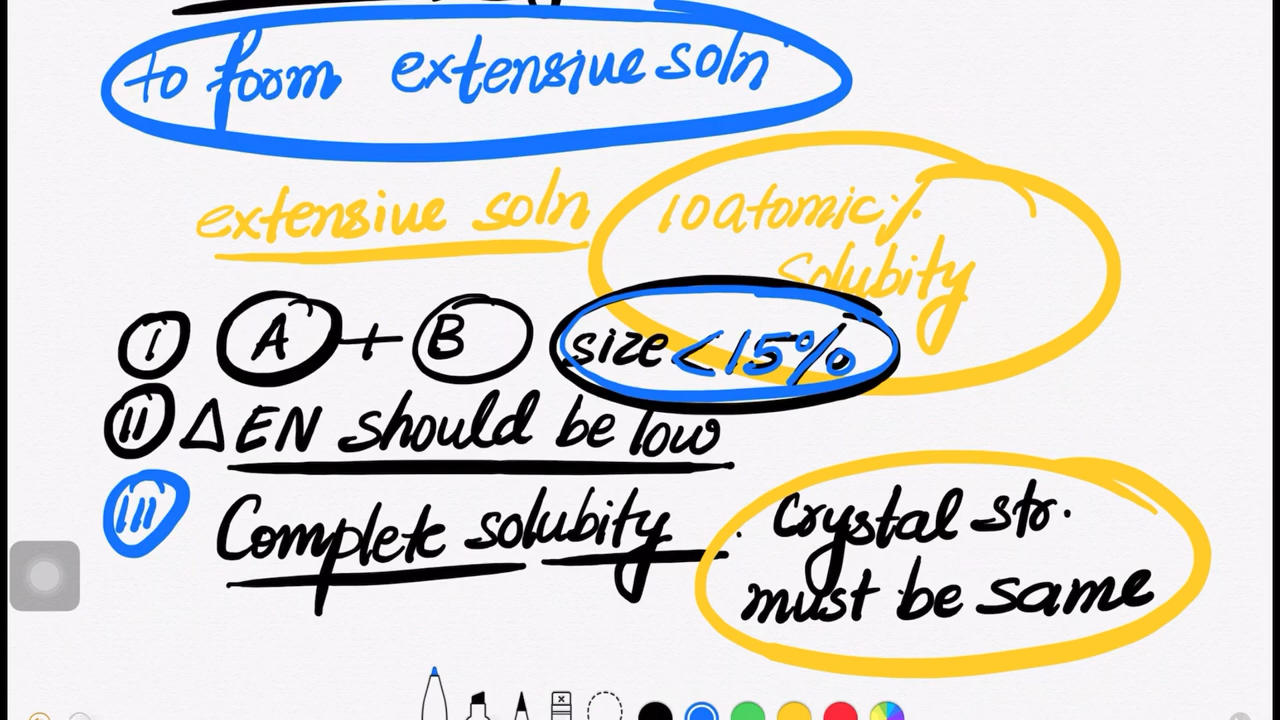 to form extensive soln
extensive soln 10 atomic %
solubity
I A + B size < 15%
II ΔEN should be low
III Complete solubity. Crystal str.
must be same